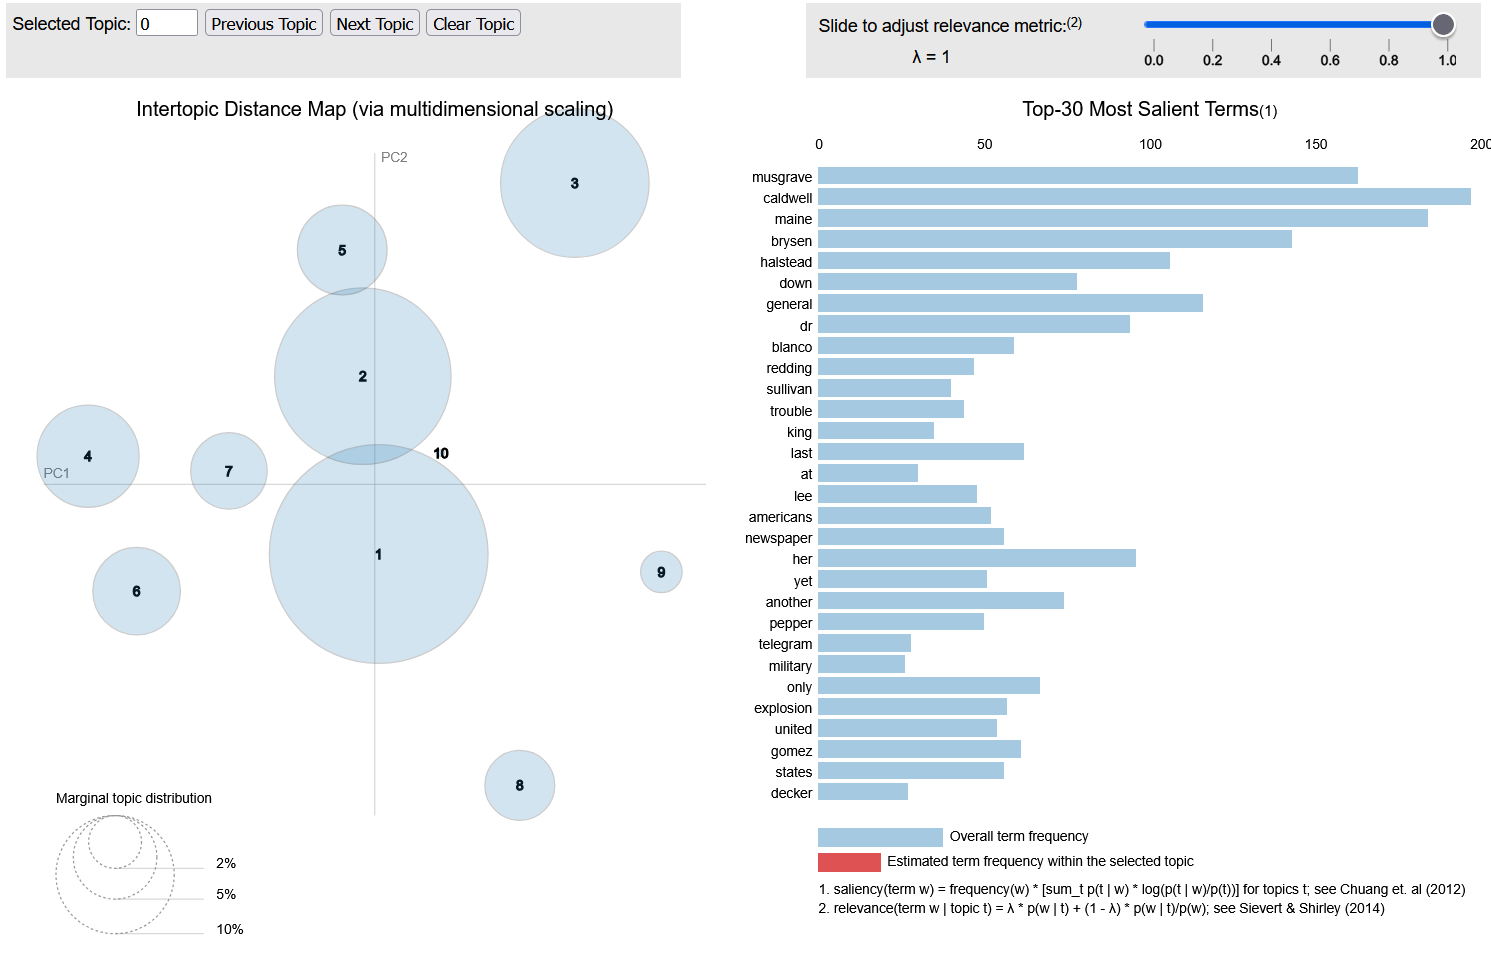 Selected Topic: 0 Previous Topic Next Topic Clear Topic
Slide to adjust relevance metric:(2)
λ = 1
0.0 0.2 0.4 0.6 0.8 1.0
Intertopic Distance Map (via multidimensional scaling)
PC2
3
5
2
4
PC1
7
10
1
6
9
8
Marginal topic distribution
2%
5%
10%
Top-30 Most Salient Terms(1)
0 50 100 150 200
musgrave
caldwell
maine
brysen
halstead
down
general
dr
blanco
redding
sullivan
trouble
king
last
at
lee
americans
newspaper
her
yet
another
pepper
telegram
military
only
explosion
united
gomez
states
decker
Overall term frequency
Estimated term frequency within the selected topic
1. saliency(term w) = frequency(w) * [sum_t p(t | w) * log(p(t | w)/p(t))] for topics t; see Chuang et. al (2012)
2. relevance(term w | topic t) = λ * p(w | t) + (1 - λ) * p(w | t)/p(w); see Sievert & Shirley (2014)